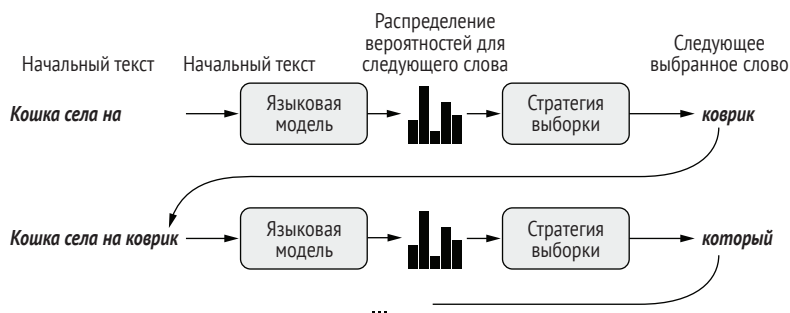 Начальный текст
Начальный текст
Распределение
вероятностей для
следующего слова
Следующее
выбранное слово
Кошка села на
Языковая
модель
Стратегия
выборки
коврик
Кошка села на коврик
Языковая
модель
Стратегия
выборки
который
...